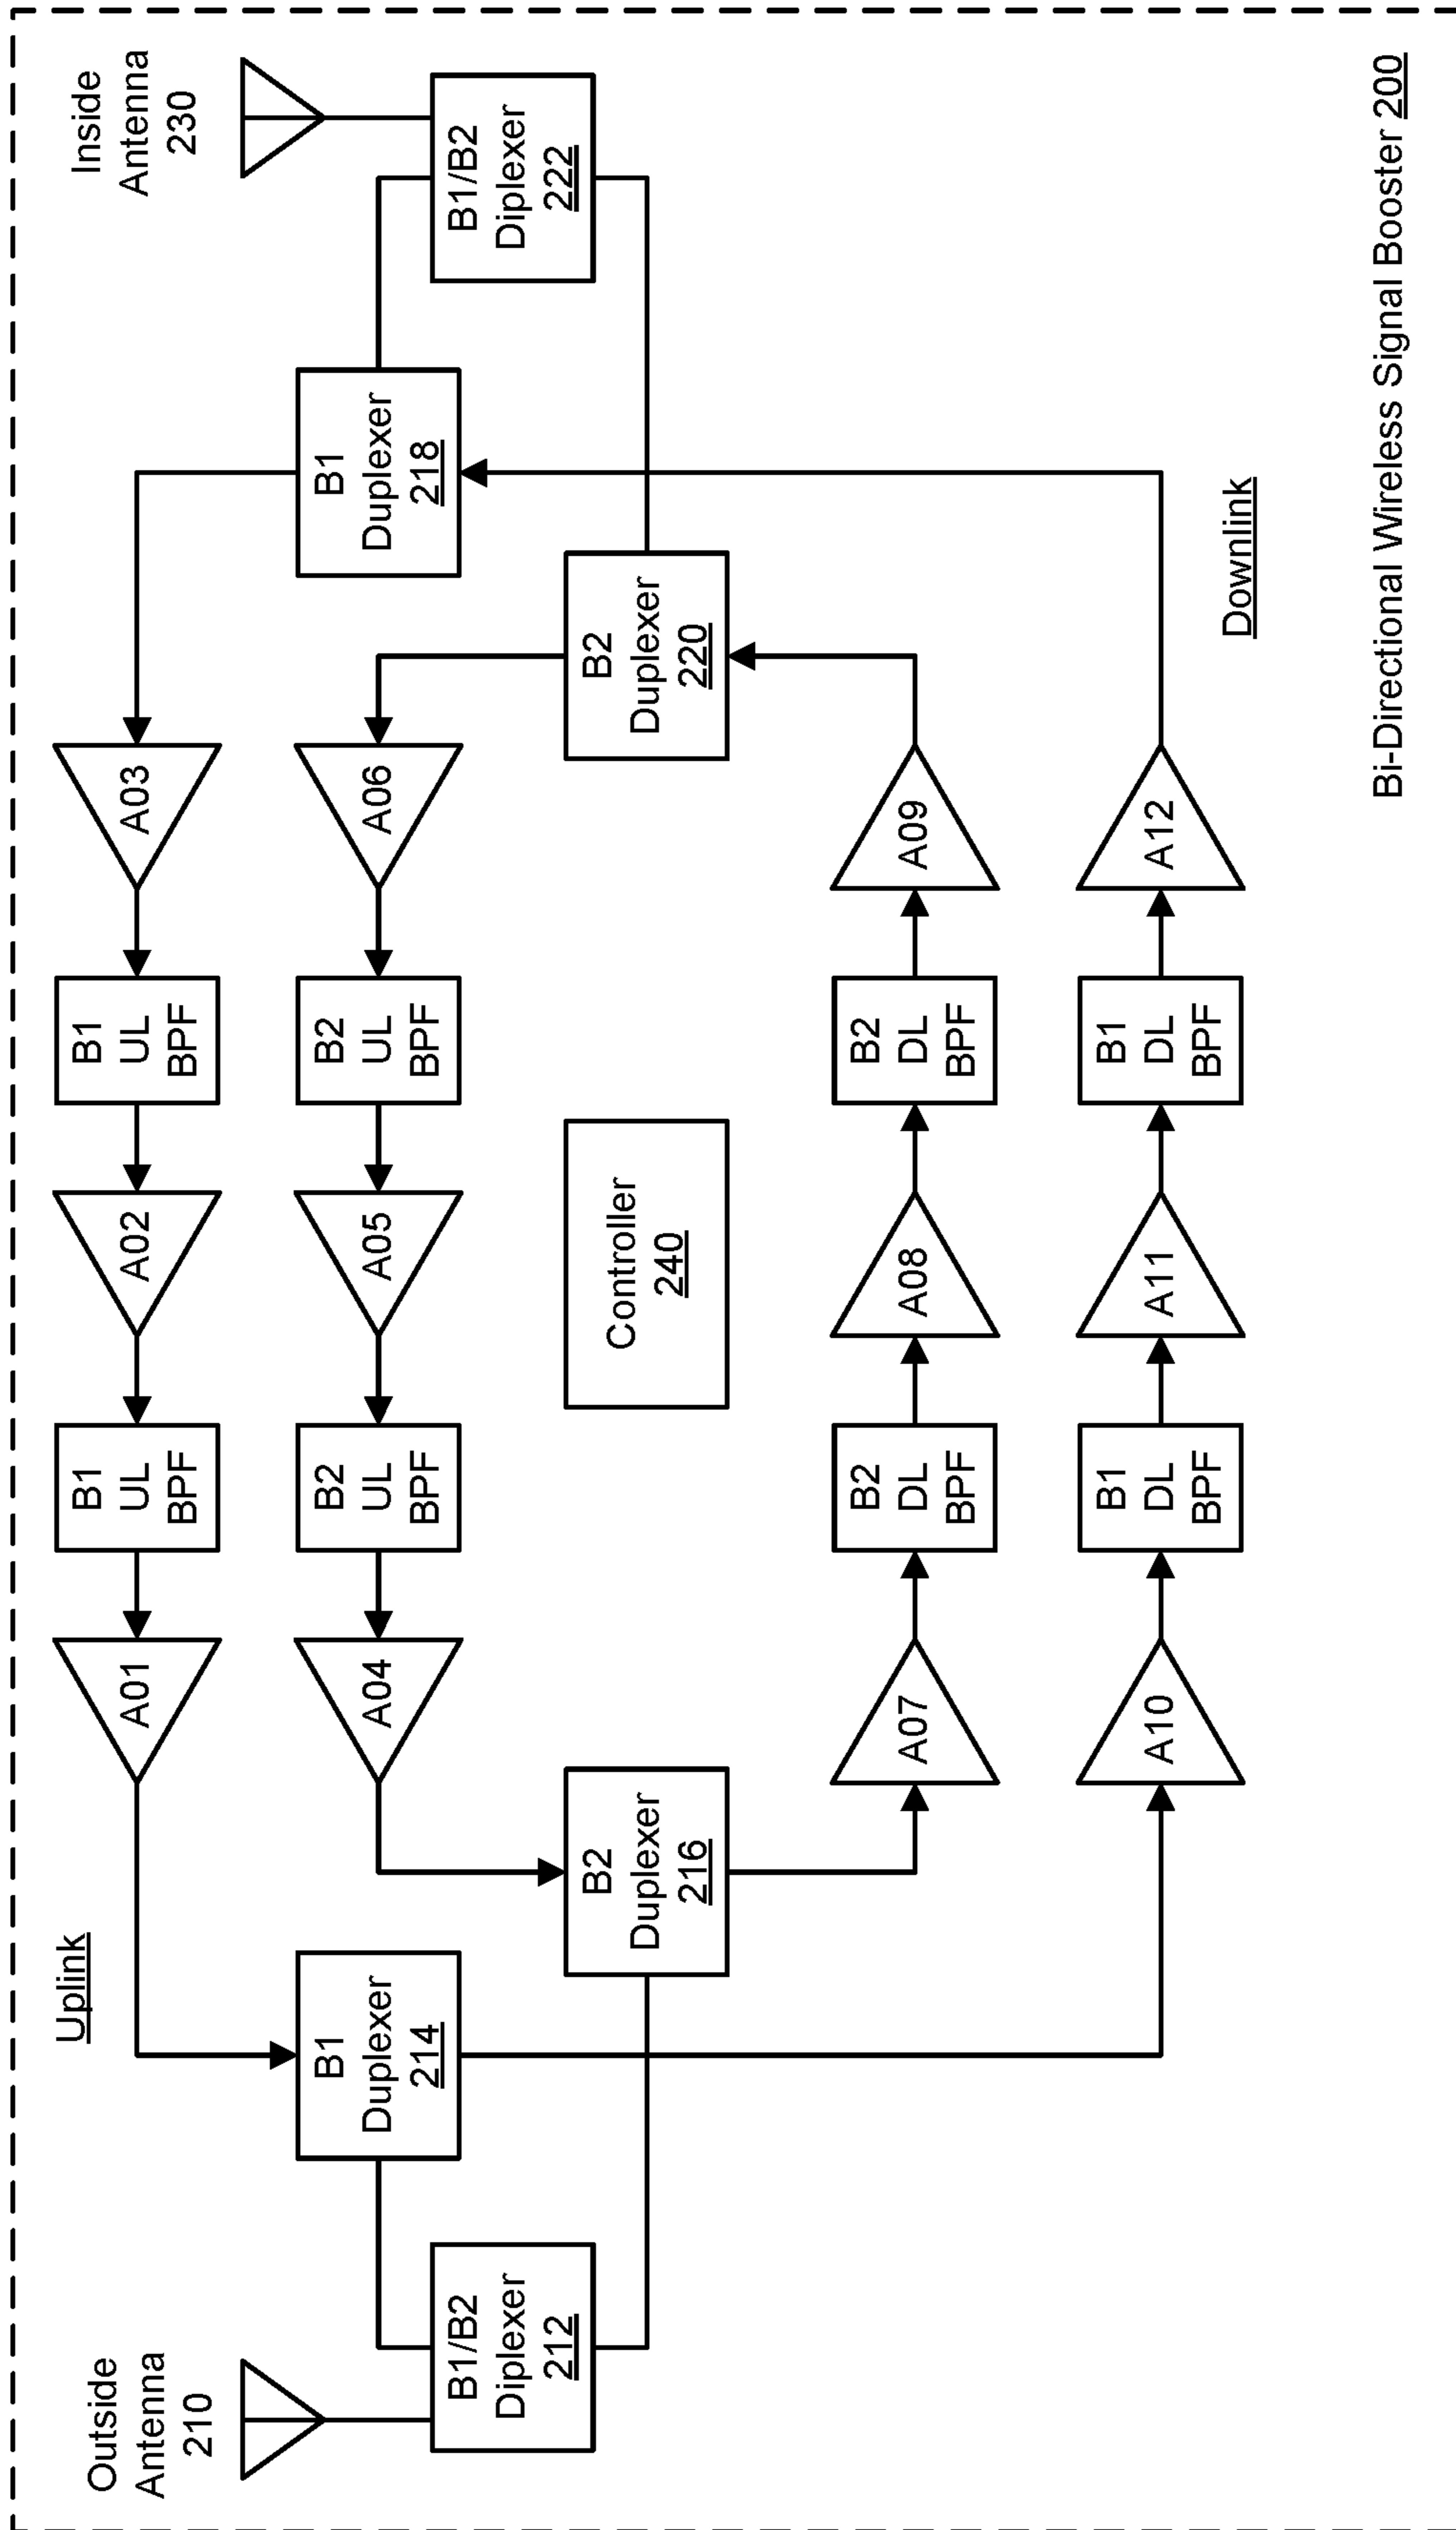 Outside
Antenna
210
Inside
Antenna
230
Uplink
A01
B1
UL
BPF
A02
B1
UL
BPF
A03
B1/B2
Diplexer
212
B1
Duplexer
214
A04
B2
UL
BPF
A05
B2
UL
BPF
A06
B1
Duplexer
218
B1/B2
Diplexer
222
B2
Duplexer
216
Controller
240
B2
Duplexer
220
A07
B2
DL
BPF
A08
B2
DL
BPF
A09
A10
B1
DL
BPF
A11
B1
DL
BPF
A12
Downlink
Bi-Directional Wireless Signal Booster 200